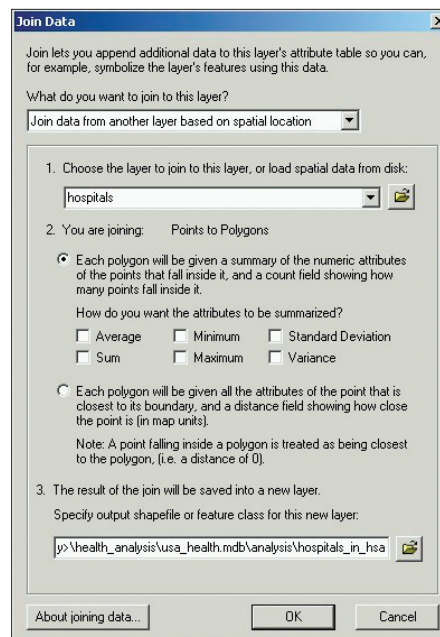 Join Data
Join lets you append additional data to this layer's attribute table so you can,
for example, symbolize the layer's features using this data.
What do you want to join to this layer?
Join data from another layer based on spatial location
1. Choose the layer to join to this layer, or load spatial data from disk:
hospitals
2. You are joining: Points to Polygons
Each polygon will be given a summary of the numeric attributes
of the points that fall inside it, and a count field showing how
many points fall inside it.
How do you want the attributes to be summarized?
Average Minimum Standard Deviation
Sum Maximum Variance
Each polygon will be given all the attributes of the point that is
closest to its boundary, and a distance field showing how close
the point is (in map units).
Note: A point falling inside a polygon is treated as being closest
to the polygon, (i.e. a distance of 0).
3. The result of the join will be saved into a new layer.
Specify output shapefile or feature class for this new layer:
y>\health_analysis\usa_health.mdb\analysis\hospitals_in_hsa
About joining data... OK Cancel